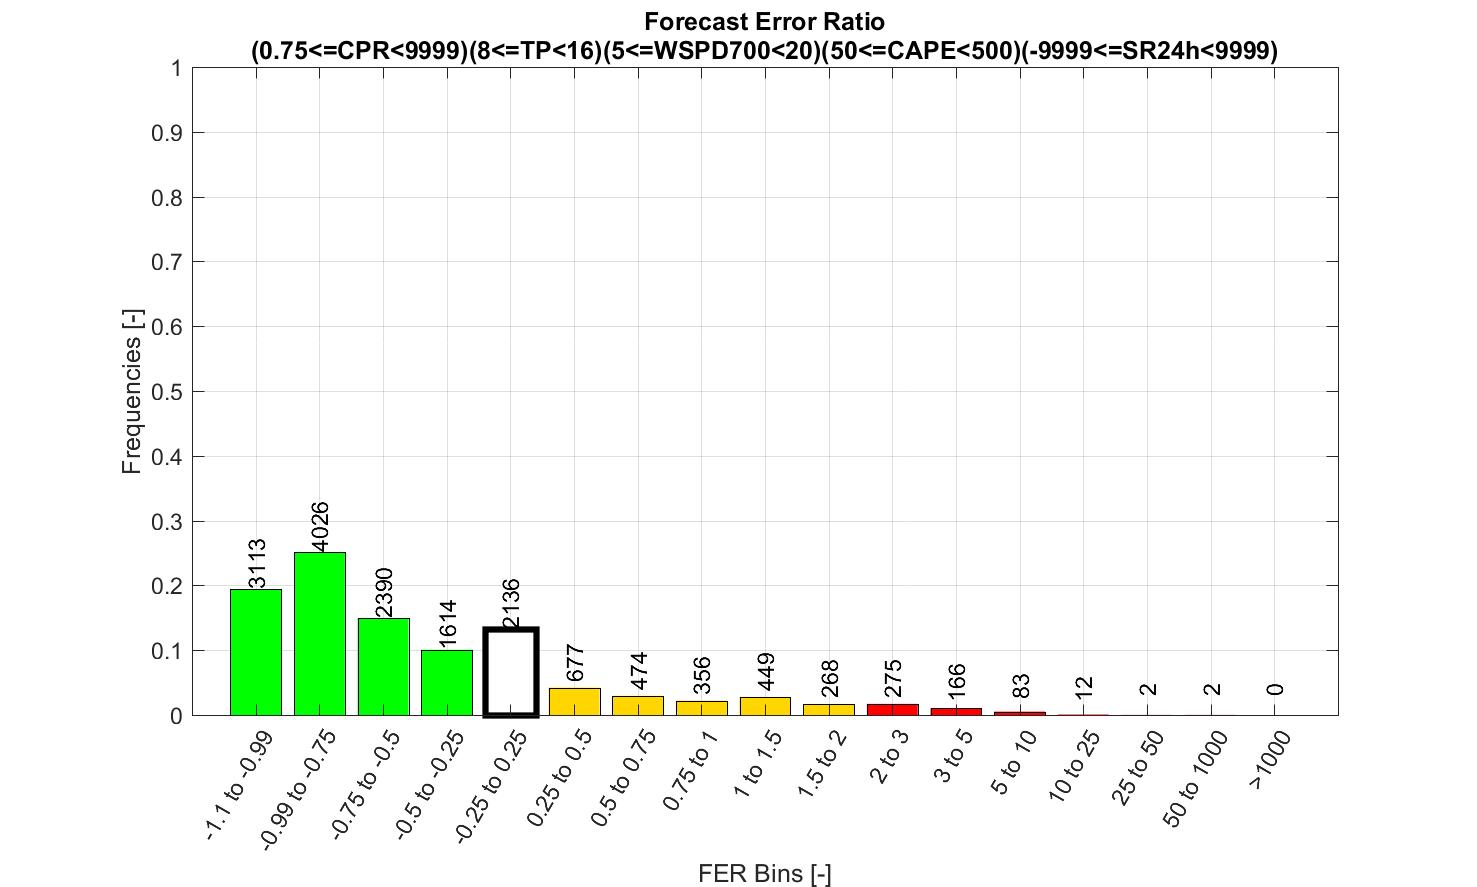 Forecast Error Ratio
(0.75<=CPR<9999)(8<=TP<16)(5<=WSPD700<20)(50<=CAPE<500)(-9999<=SR24h<9999)
1
0.9
0.8
0.7
0.6
0.5
0.4
0.3
0.2
0.1
0
Frequencies [-]
3113
4026
2390
1614
2136
677
474
356
449
268
275
166
83
12
2
2
0
-1.1 to -0.99
-0.99 to -0.75
-0.75 to -0.5
-0.5 to -0.25
-0.25 to 0.25
0.25 to 0.5
0.5 to 0.75
0.75 to 1
1 to 1.5
1.5 to 2
2 to 3
3 to 5
5 to 10
10 to 25
25 to 50
50 to 1000
>1000
FER Bins [-]